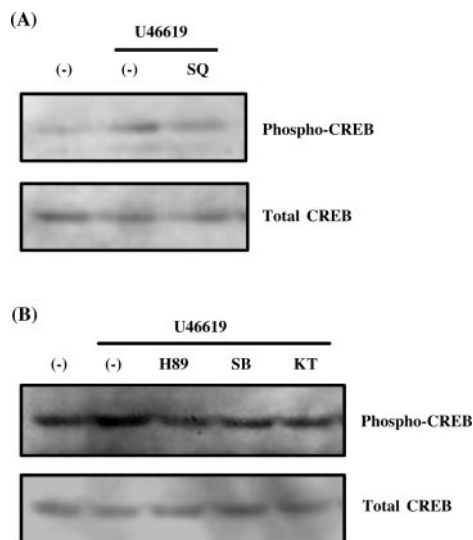 (A)
U46619
(-) (-) SQ
Phospho-CREB
Total CREB
(B)
U46619
(-) (-) H89 SB KT
Phospho-CREB
Total CREB